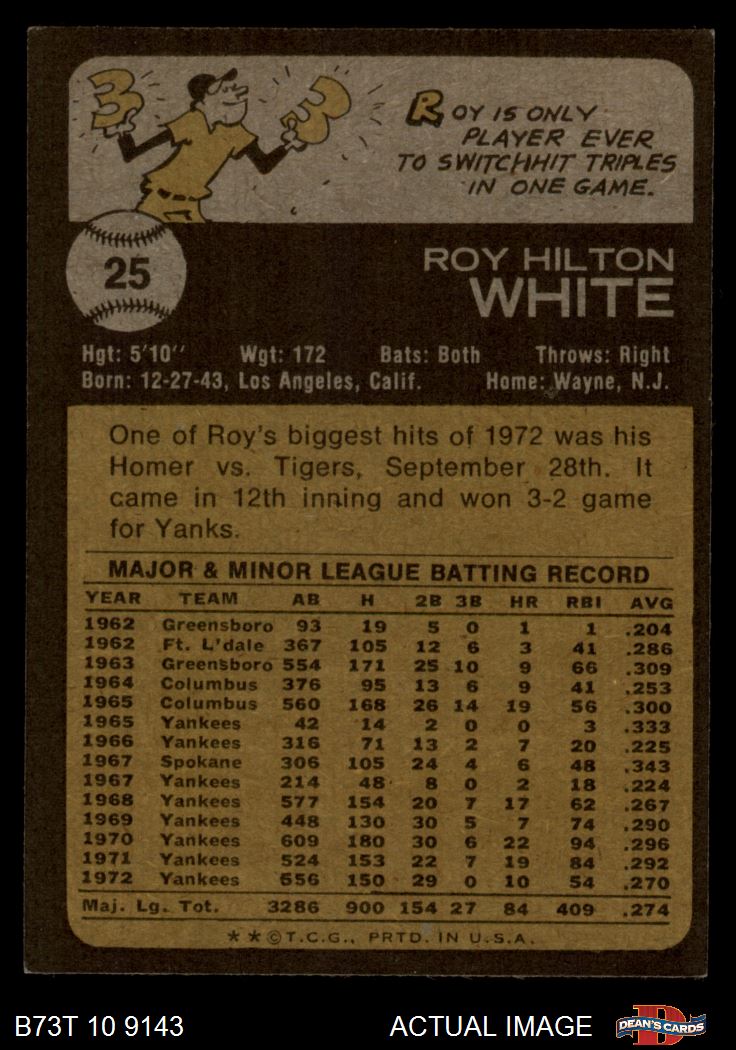 3 3
ROY IS ONLY
PLAYER EVER
TO SWITCHHIT TRIPLES
IN ONE GAME.
25
ROY HILTON
WHITE
Hgt: 5'10" Wgt: 172 Bats: Both Throws: Right
Born: 12-27-43, Los Angeles, Calif. Home: Wayne, N.J.
One of Roy's biggest hits of 1972 was his
Homer vs. Tigers, September 28th. It
came in 12th inning and won 3-2 game
for Yanks.
MAJOR & MINOR LEAGUE BATTING RECORD
YEAR TEAM AB H 2B 3B HR RBI AVG
1962 Greensboro 93 19 5 0 1 1 .204
1962 Ft. L'dale 367 105 12 6 3 41 .286
1963 Greensboro 554 171 25 10 9 66 .309
1964 Columbus 376 95 13 6 9 41 .253
1965 Columbus 560 168 26 14 19 56 .300
1965 Yankees 42 14 2 0 0 3 .333
1966 Yankees 316 71 13 2 7 20 .225
1967 Spokane 306 105 24 4 6 48 .343
1967 Yankees 214 48 8 0 2 18 .224
1968 Yankees 577 154 20 7 17 62 .267
1969 Yankees 448 130 30 5 7 74 .290
1970 Yankees 609 180 30 6 22 94 .296
1971 Yankees 524 153 22 7 19 84 .292
1972 Yankees 556 150 29 0 10 54 .270
Maj. Lg. Tot. 3286 900 154 27 84 409 .274
**©T.C.G., PRTD. IN U.S.A.
B73T 10 9143 ACTUAL IMAGE D DEAN'S CARDS